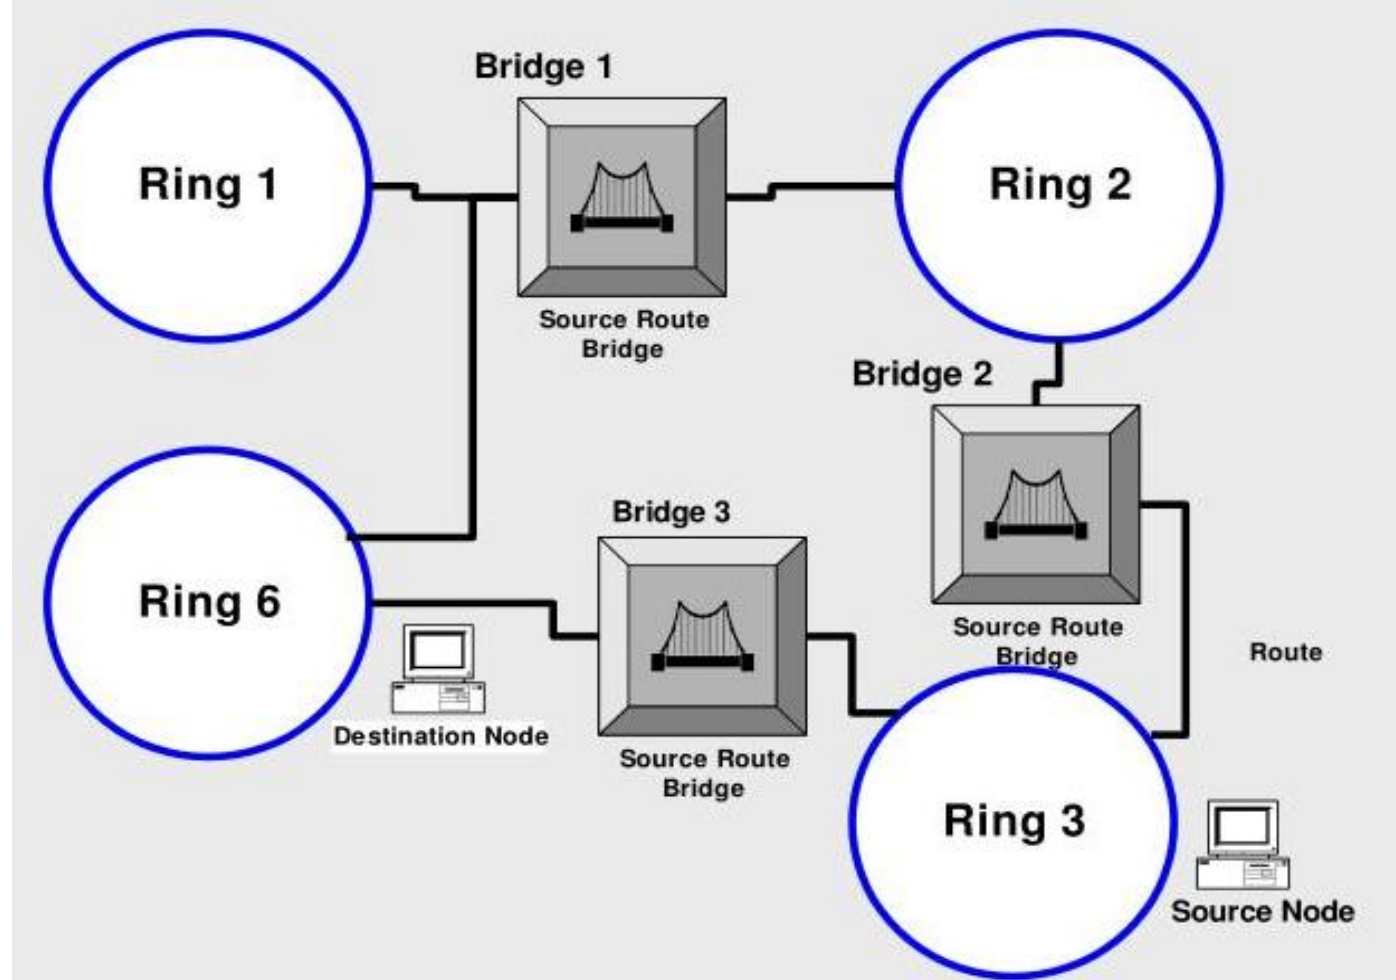 Bridge 1
Ring 1
Ring 2
Source Route
Bridge
Bridge 2
Bridge 3
Ring 6
Source Route
Bridge
Route
Destination Node
Source Route
Bridge
Ring 3
Source Node